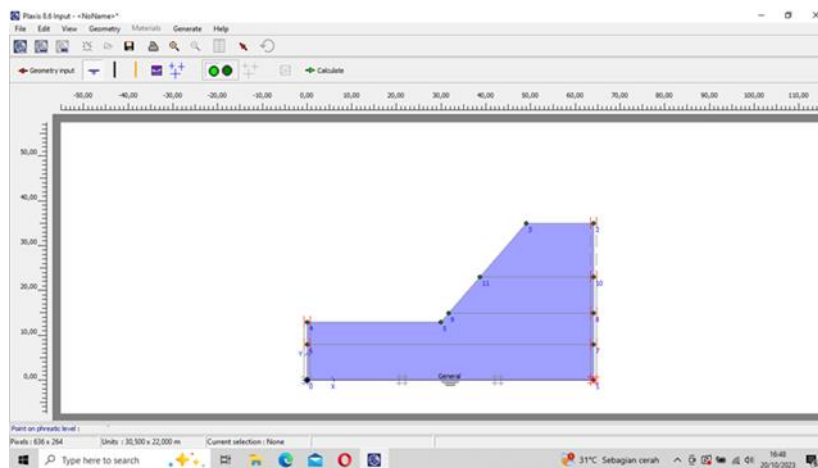 Plaxis 8.6 Input - <NoName>*
File Edit View Geometry Materials Generate Help
Geometry input Calculate
-50,00 -40,00 -30,00 -20,00 -10,00 0,00 10,00 20,00 30,00 40,00 50,00 60,00 70,00 80,00 90,00 100,00 110,00
50,00
40,00
30,00
20,00
10,00
0,00
3 2
11 10
9 8
4 5
Y 7
General
0 X 1
Point on phreatic level :
Pixels : 636 x 264 Units : 30,500 x 22,000 m Current selection : None
Type here to search 31°C Sebagian cerah 16:48
20/10/2023